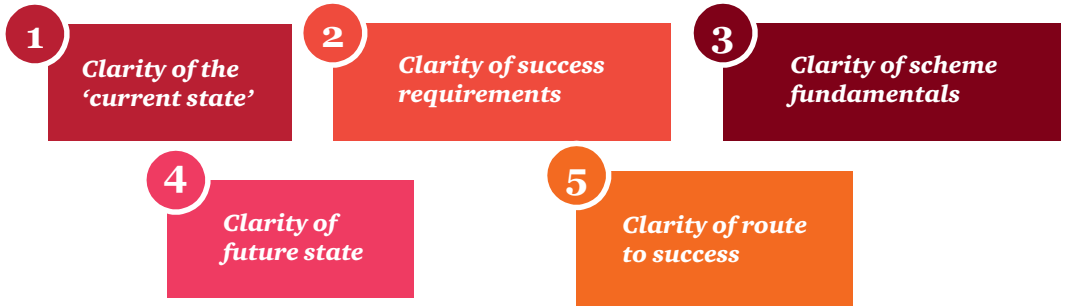 1
Clarity of the
‘current state’
2
Clarity of success
requirements
3
Clarity of scheme
fundamentals
4
Clarity of
future state
5
Clarity of route
to success